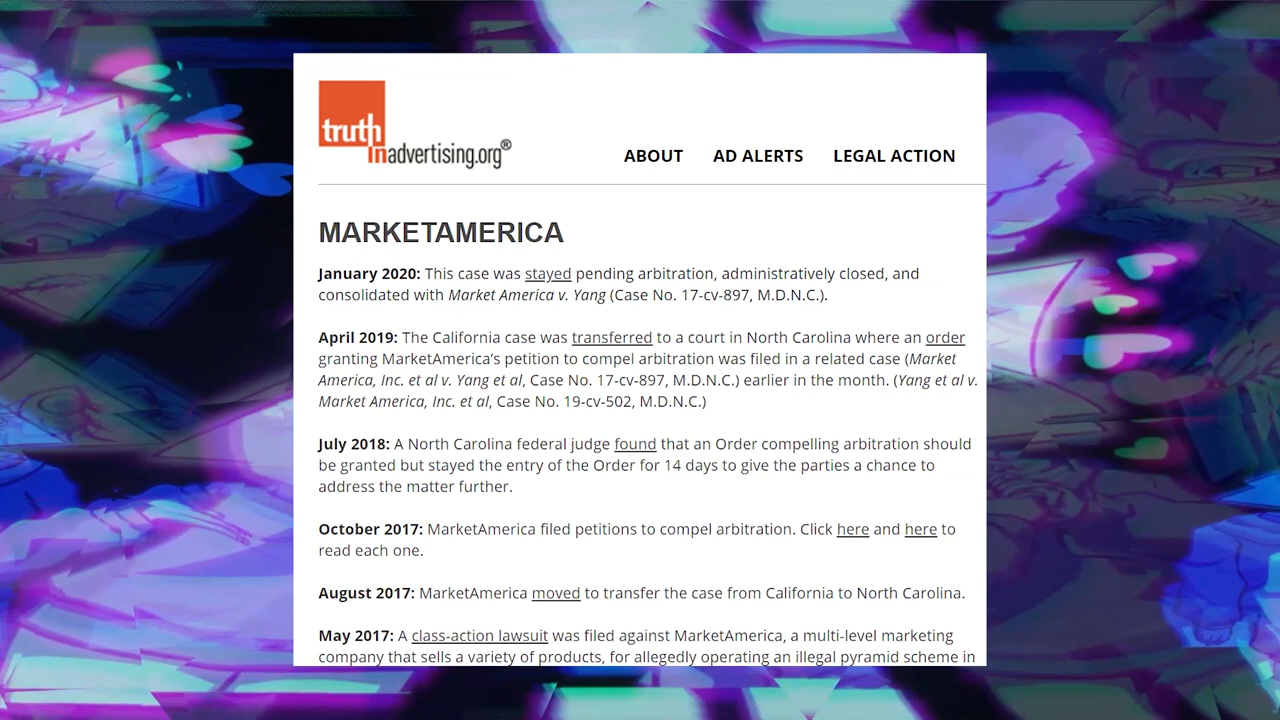 truth
inadvertising.org®
ABOUT AD ALERTS LEGAL ACTION
MARKETAMERICA
January 2020: This case was stayed pending arbitration, administratively closed, and
consolidated with Market America v. Yang (Case No. 17-cv-897, M.D.N.C.).
April 2019: The California case was transferred to a court in North Carolina where an order
granting MarketAmerica’s petition to compel arbitration was filed in a related case (Market
America, Inc. et al v. Yang et al, Case No. 17-cv-897, M.D.N.C.) earlier in the month. (Yang et al v.
Market America, Inc. et al, Case No. 19-cv-502, M.D.N.C.)
July 2018: A North Carolina federal judge found that an Order compelling arbitration should
be granted but stayed the entry of the Order for 14 days to give the parties a chance to
address the matter further.
October 2017: MarketAmerica filed petitions to compel arbitration. Click here and here to
read each one.
August 2017: MarketAmerica moved to transfer the case from California to North Carolina.
May 2017: A class-action lawsuit was filed against MarketAmerica, a multi-level marketing
company that sells a variety of products, for allegedly operating an illegal pyramid scheme in